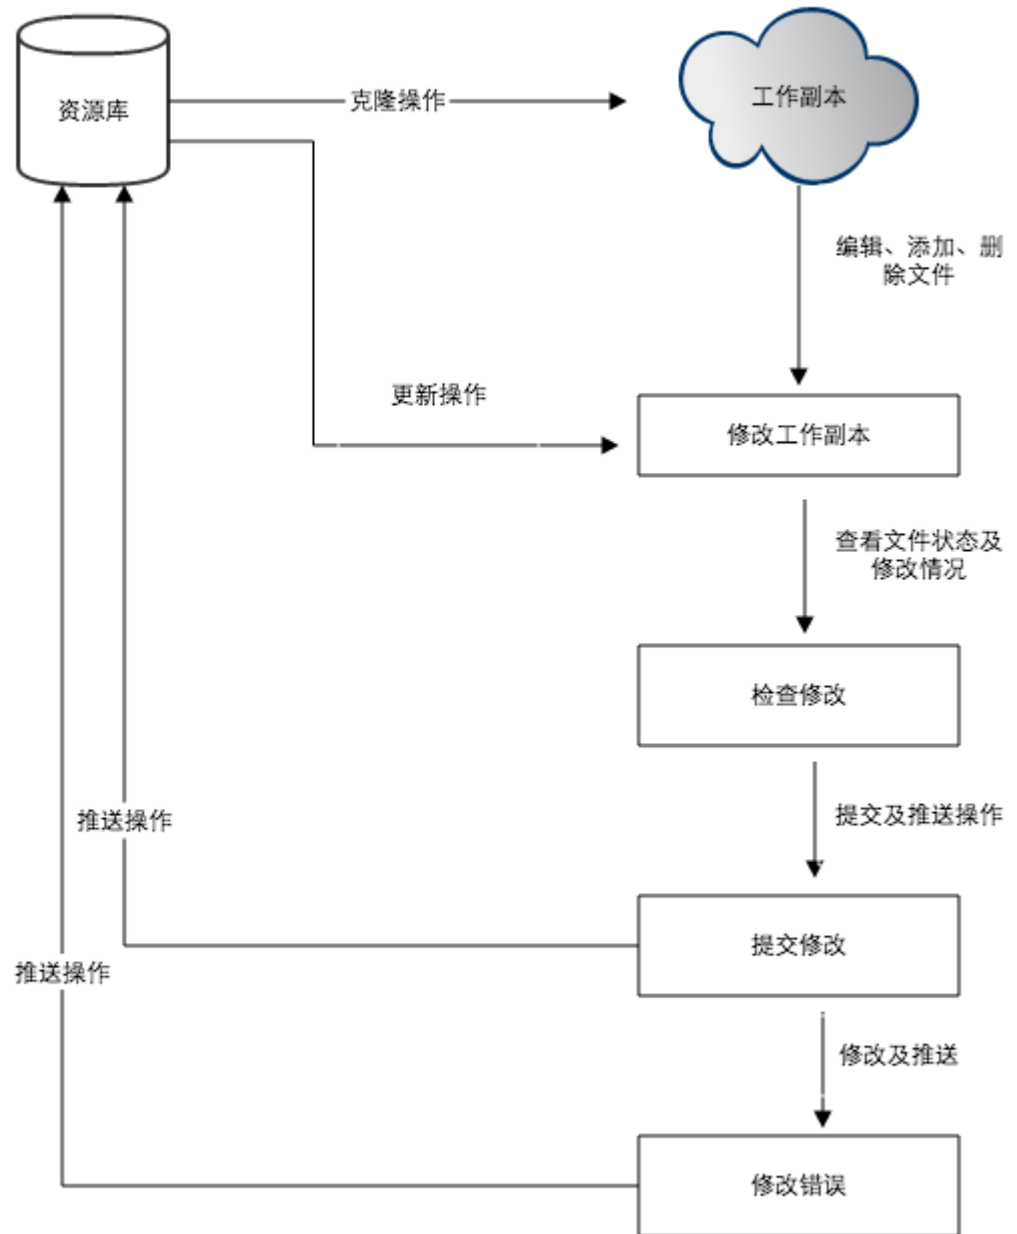 资源库
克隆操作
工作副本
编辑、添加、删
除文件
更新操作
修改工作副本
查看文件状态及
修改情况
检查修改
推送操作
提交及推送操作
提交修改
推送操作
修改及推送
修改错误